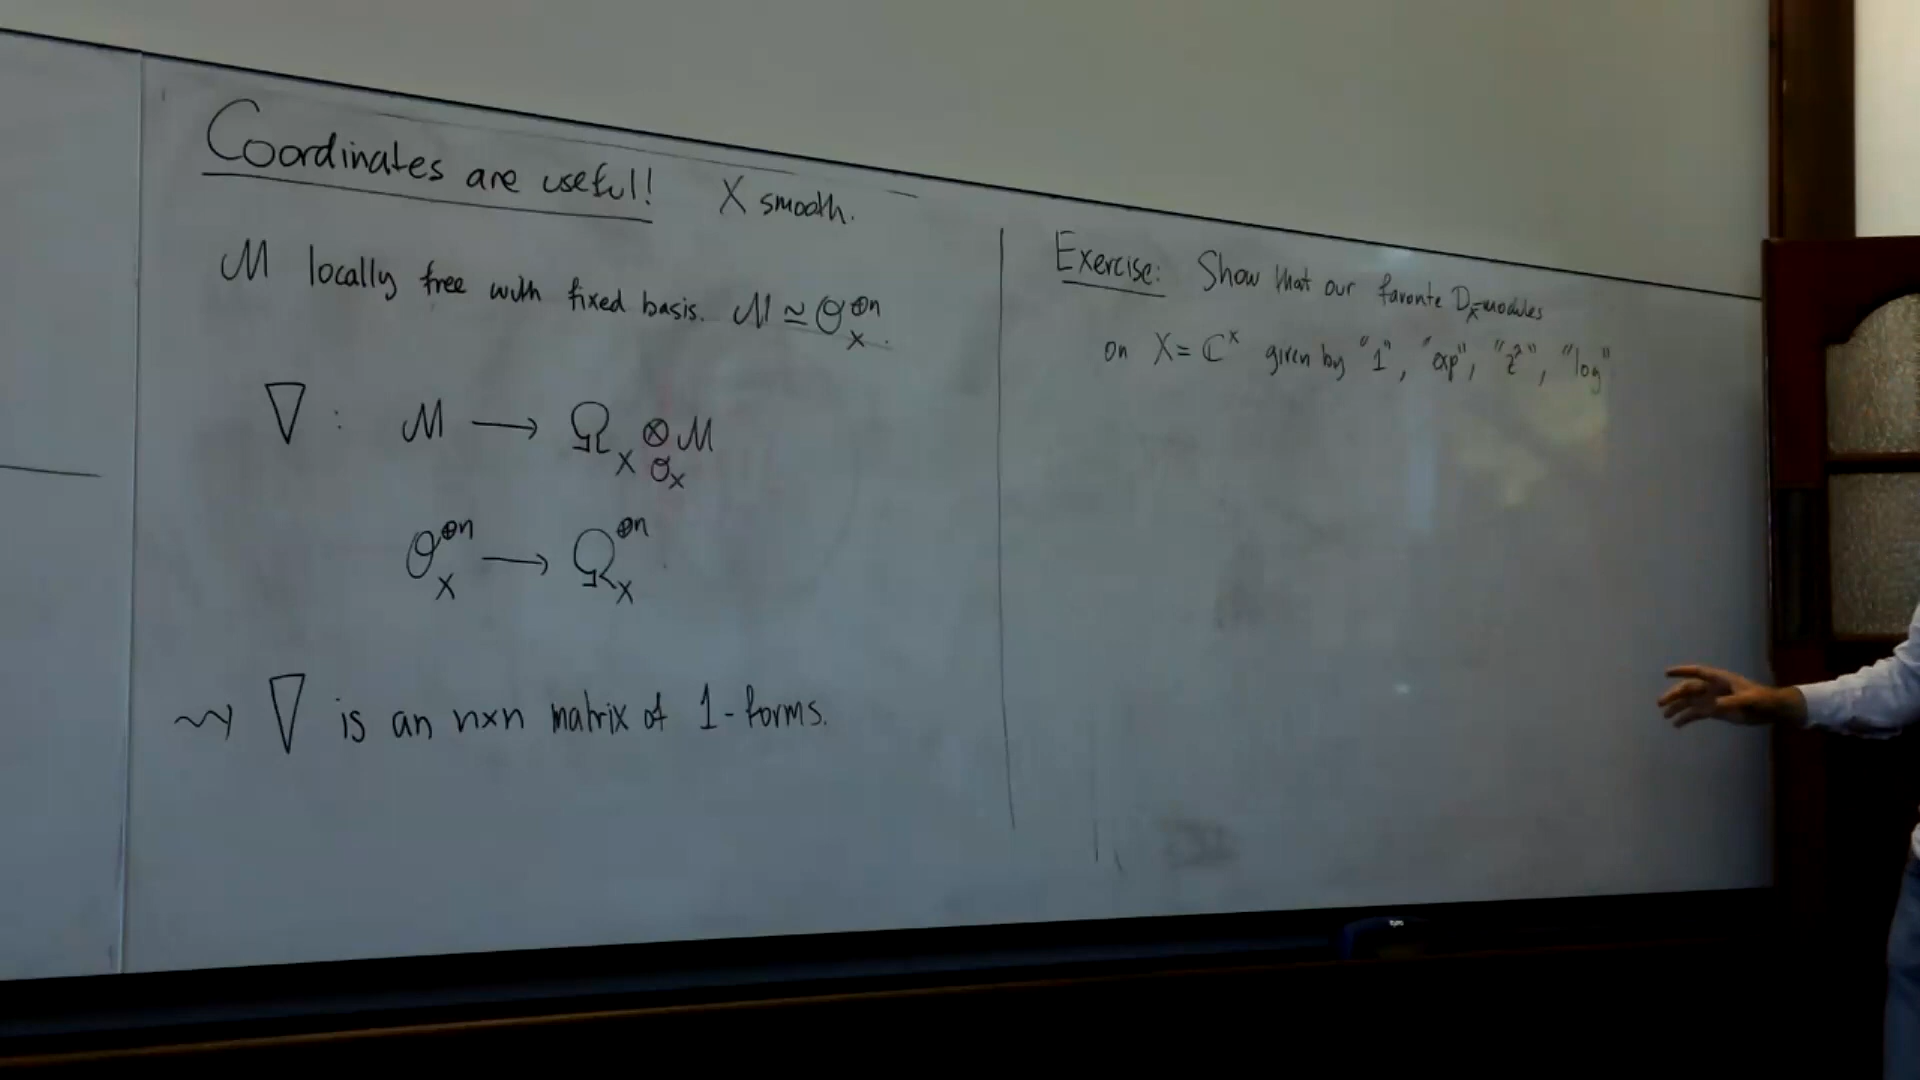 Coordinates are useful! X smooth.
M locally free with fixed basis. M ≃ O_X^{⊕n}.
∇ : M → Ω_X ⊗_{O_X} M
O_X^{⊕n} → Ω_X^{⊕n}
⇝ ∇ is an n×n matrix of 1-forms.
Exercise: Show that our favorite D_X-modules
on X = ℂ^× given by "1", "exp", "z^λ", "log"